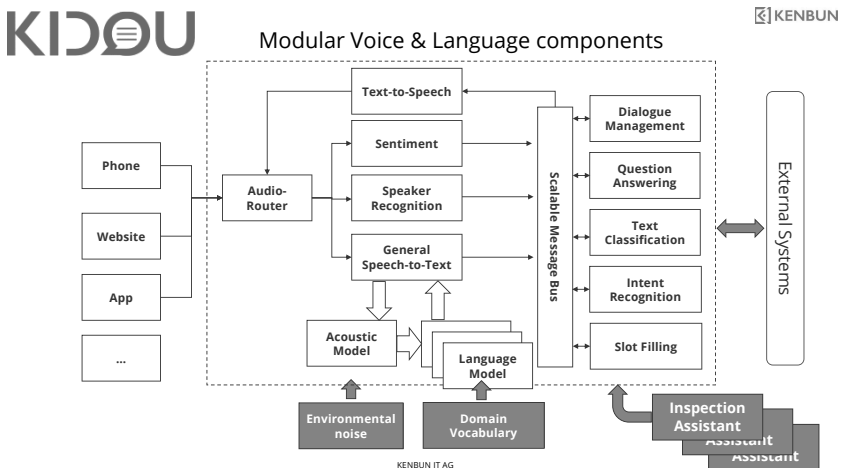 KIDOU
KENBUN
Modular Voice & Language components
Text-to-Speech
Sentiment
Speaker
Recognition
General
Speech-to-Text
Phone
Website
App
...
Audio-
Router
Scalable Message Bus
Dialogue
Management
Question
Answering
Text
Classification
Intent
Recognition
Slot Filling
External Systems
Acoustic
Model
Language
Model
Environmental
noise
Domain
Vocabulary
Inspection
Assistant
Assistant
Assistant
KENBUN IT AG